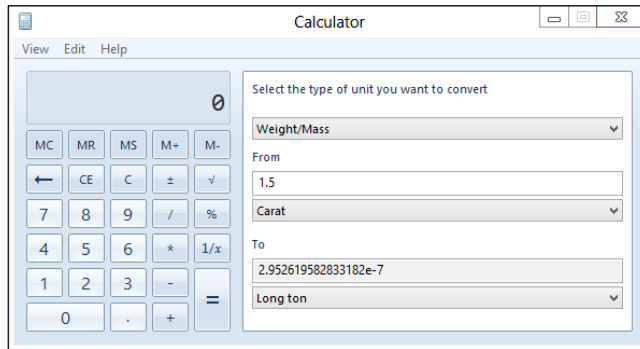 Calculator
View Edit Help
0
MC MR MS M+ M-
← CE C ± √
7 8 9 / %
4 5 6 * 1/x
1 2 3 - =
0 . +
Select the type of unit you want to convert
Weight/Mass
From
1.5
Carat
To
2.952619582833182e-7
Long ton